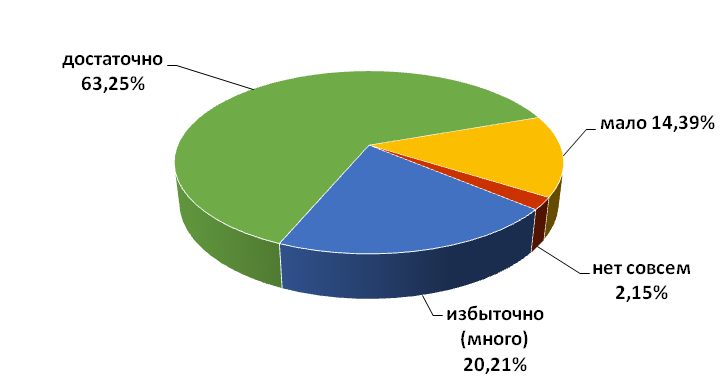 достаточно
63,25%
мало 14,39%
нет совсем
2,15%
избыточно
(много)
20,21%